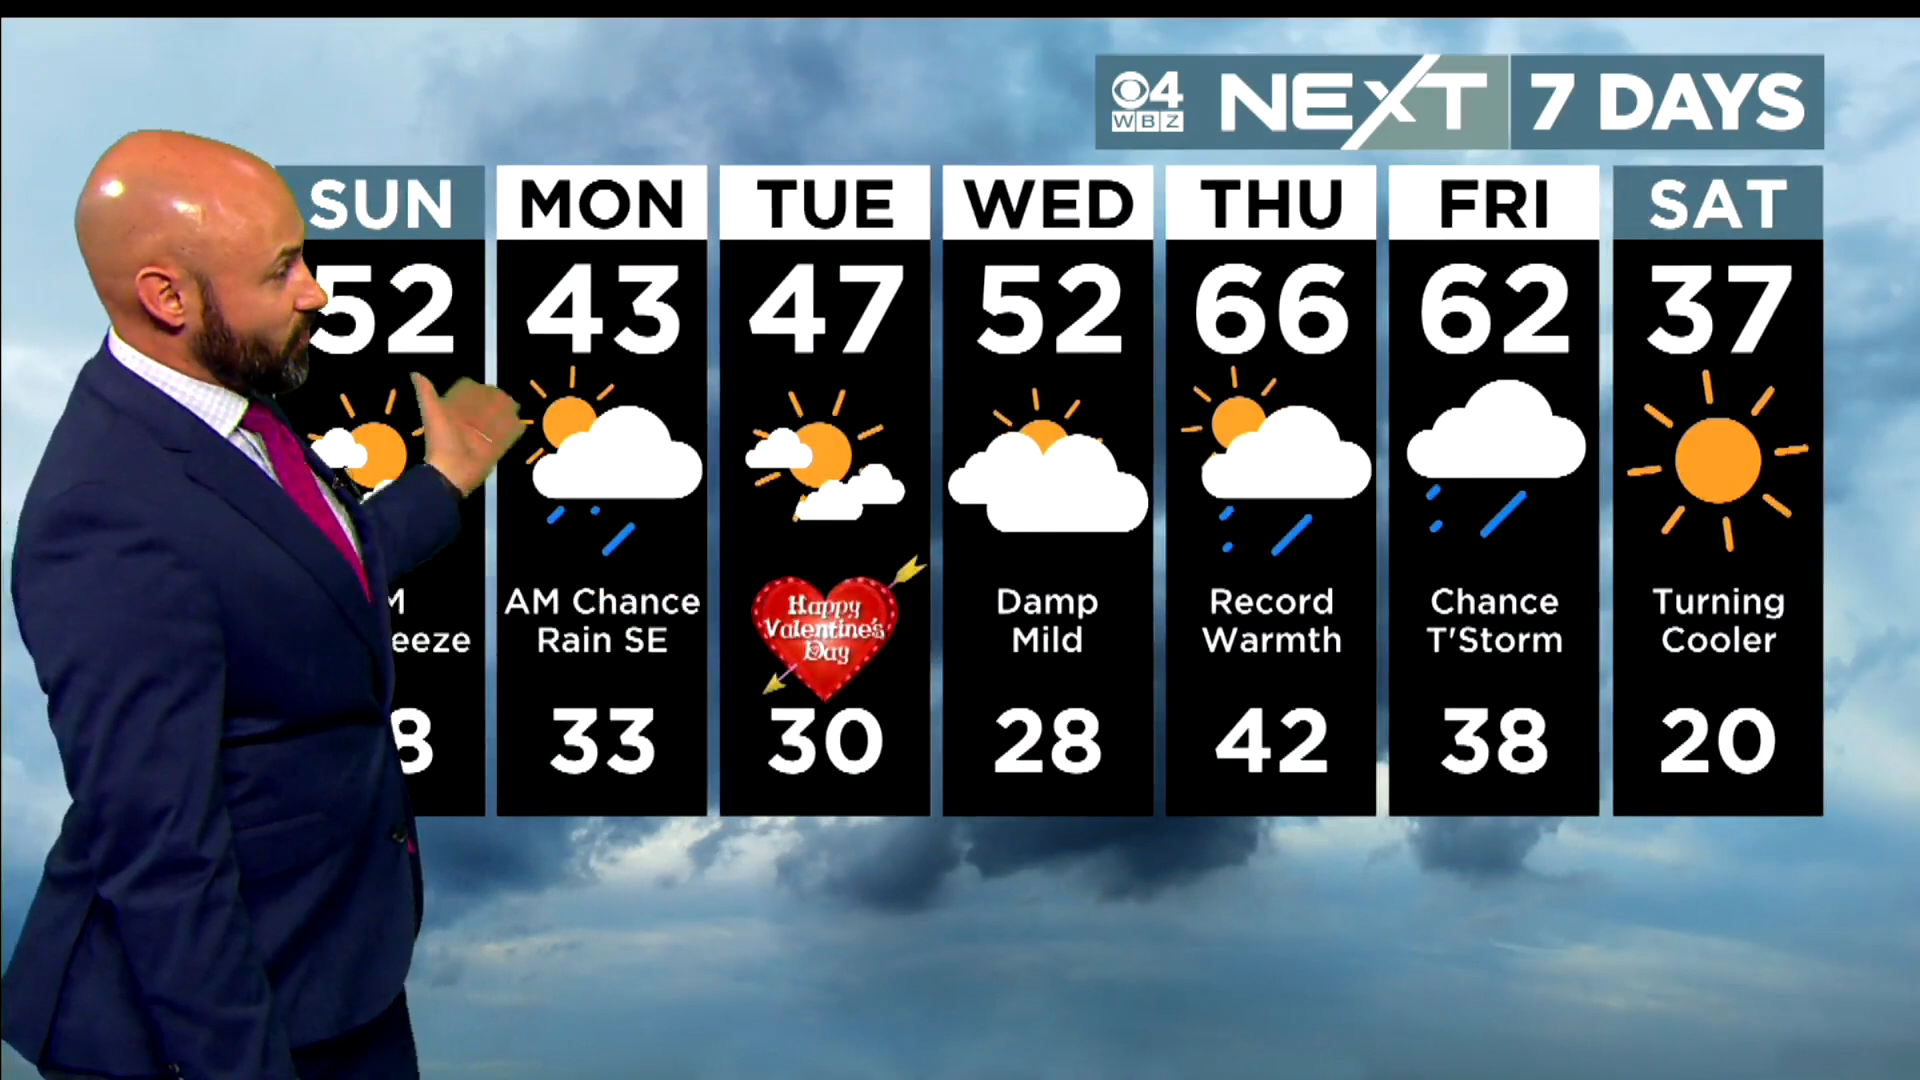 4
WBZ
NEXT
7 DAYS
SUN
MON
TUE
WED
THU
FRI
SAT
52
43
47
52
66
62
37
AM Chance
Rain SE
Happy
Valentine's
Day
Damp
Mild
Record
Warmth
Chance
T'Storm
Turning
Cooler
33
30
28
42
38
20